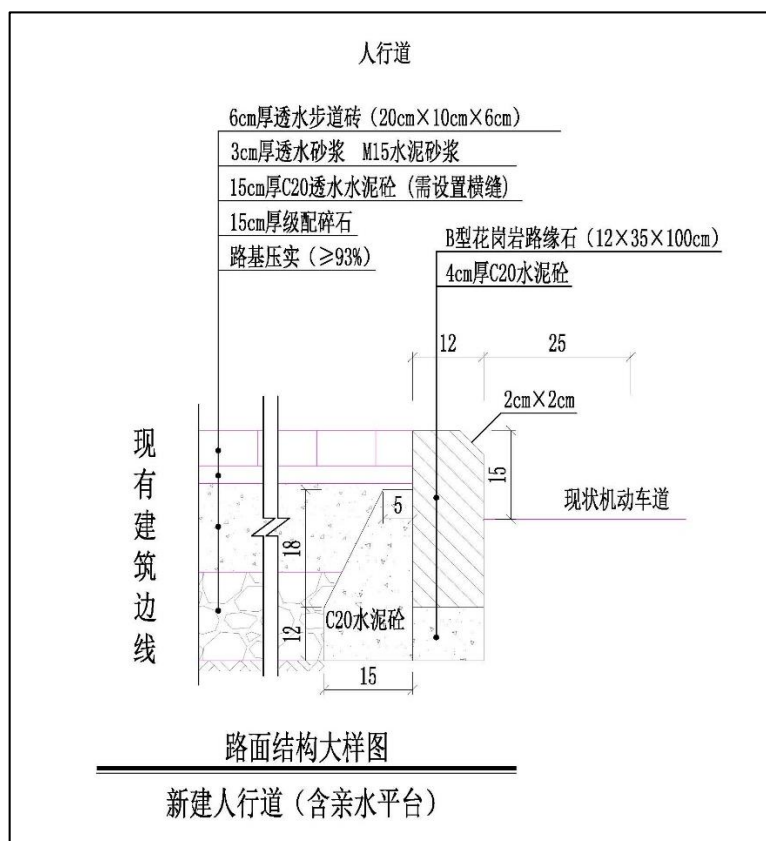 人行道
6cm厚透水步道砖（20cm×10cm×6cm）
3cm厚透水砂浆 M15水泥砂浆
15cm厚C20透水水泥砼（需设置横缝）
15cm厚级配碎石
路基压实（≥93%）
B型花岗岩路缘石（12×35×100cm）
4cm厚C20水泥砼
12
25
2cm×2cm
15
现状机动车道
现有建筑边线
5
18
12
C20水泥砼
15
路面结构大样图
新建人行道（含亲水平台）